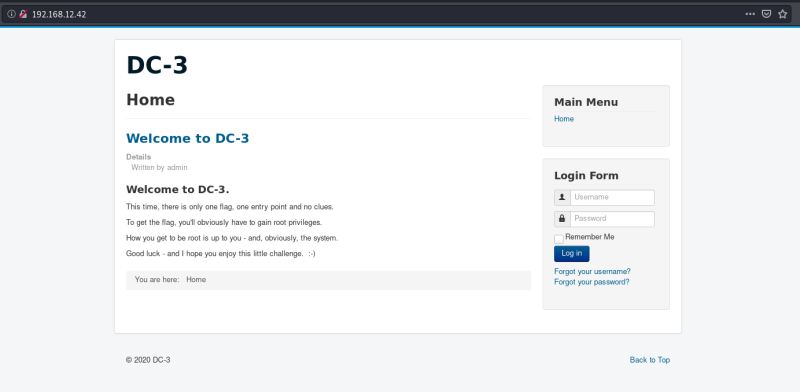 192.168.12.42
DC-3
Home
Welcome to DC-3
Details
Written by admin
Welcome to DC-3.
This time, there is only one flag, one entry point and no clues.
To get the flag, you'll obviously have to gain root privileges.
How you get to be root is up to you - and, obviously, the system.
Good luck - and I hope you enjoy this little challenge. :-)
You are here: Home
Main Menu
Home
Login Form
Username
Password
Remember Me
Log in
Forgot your username?
Forgot your password?
© 2020 DC-3
Back to Top